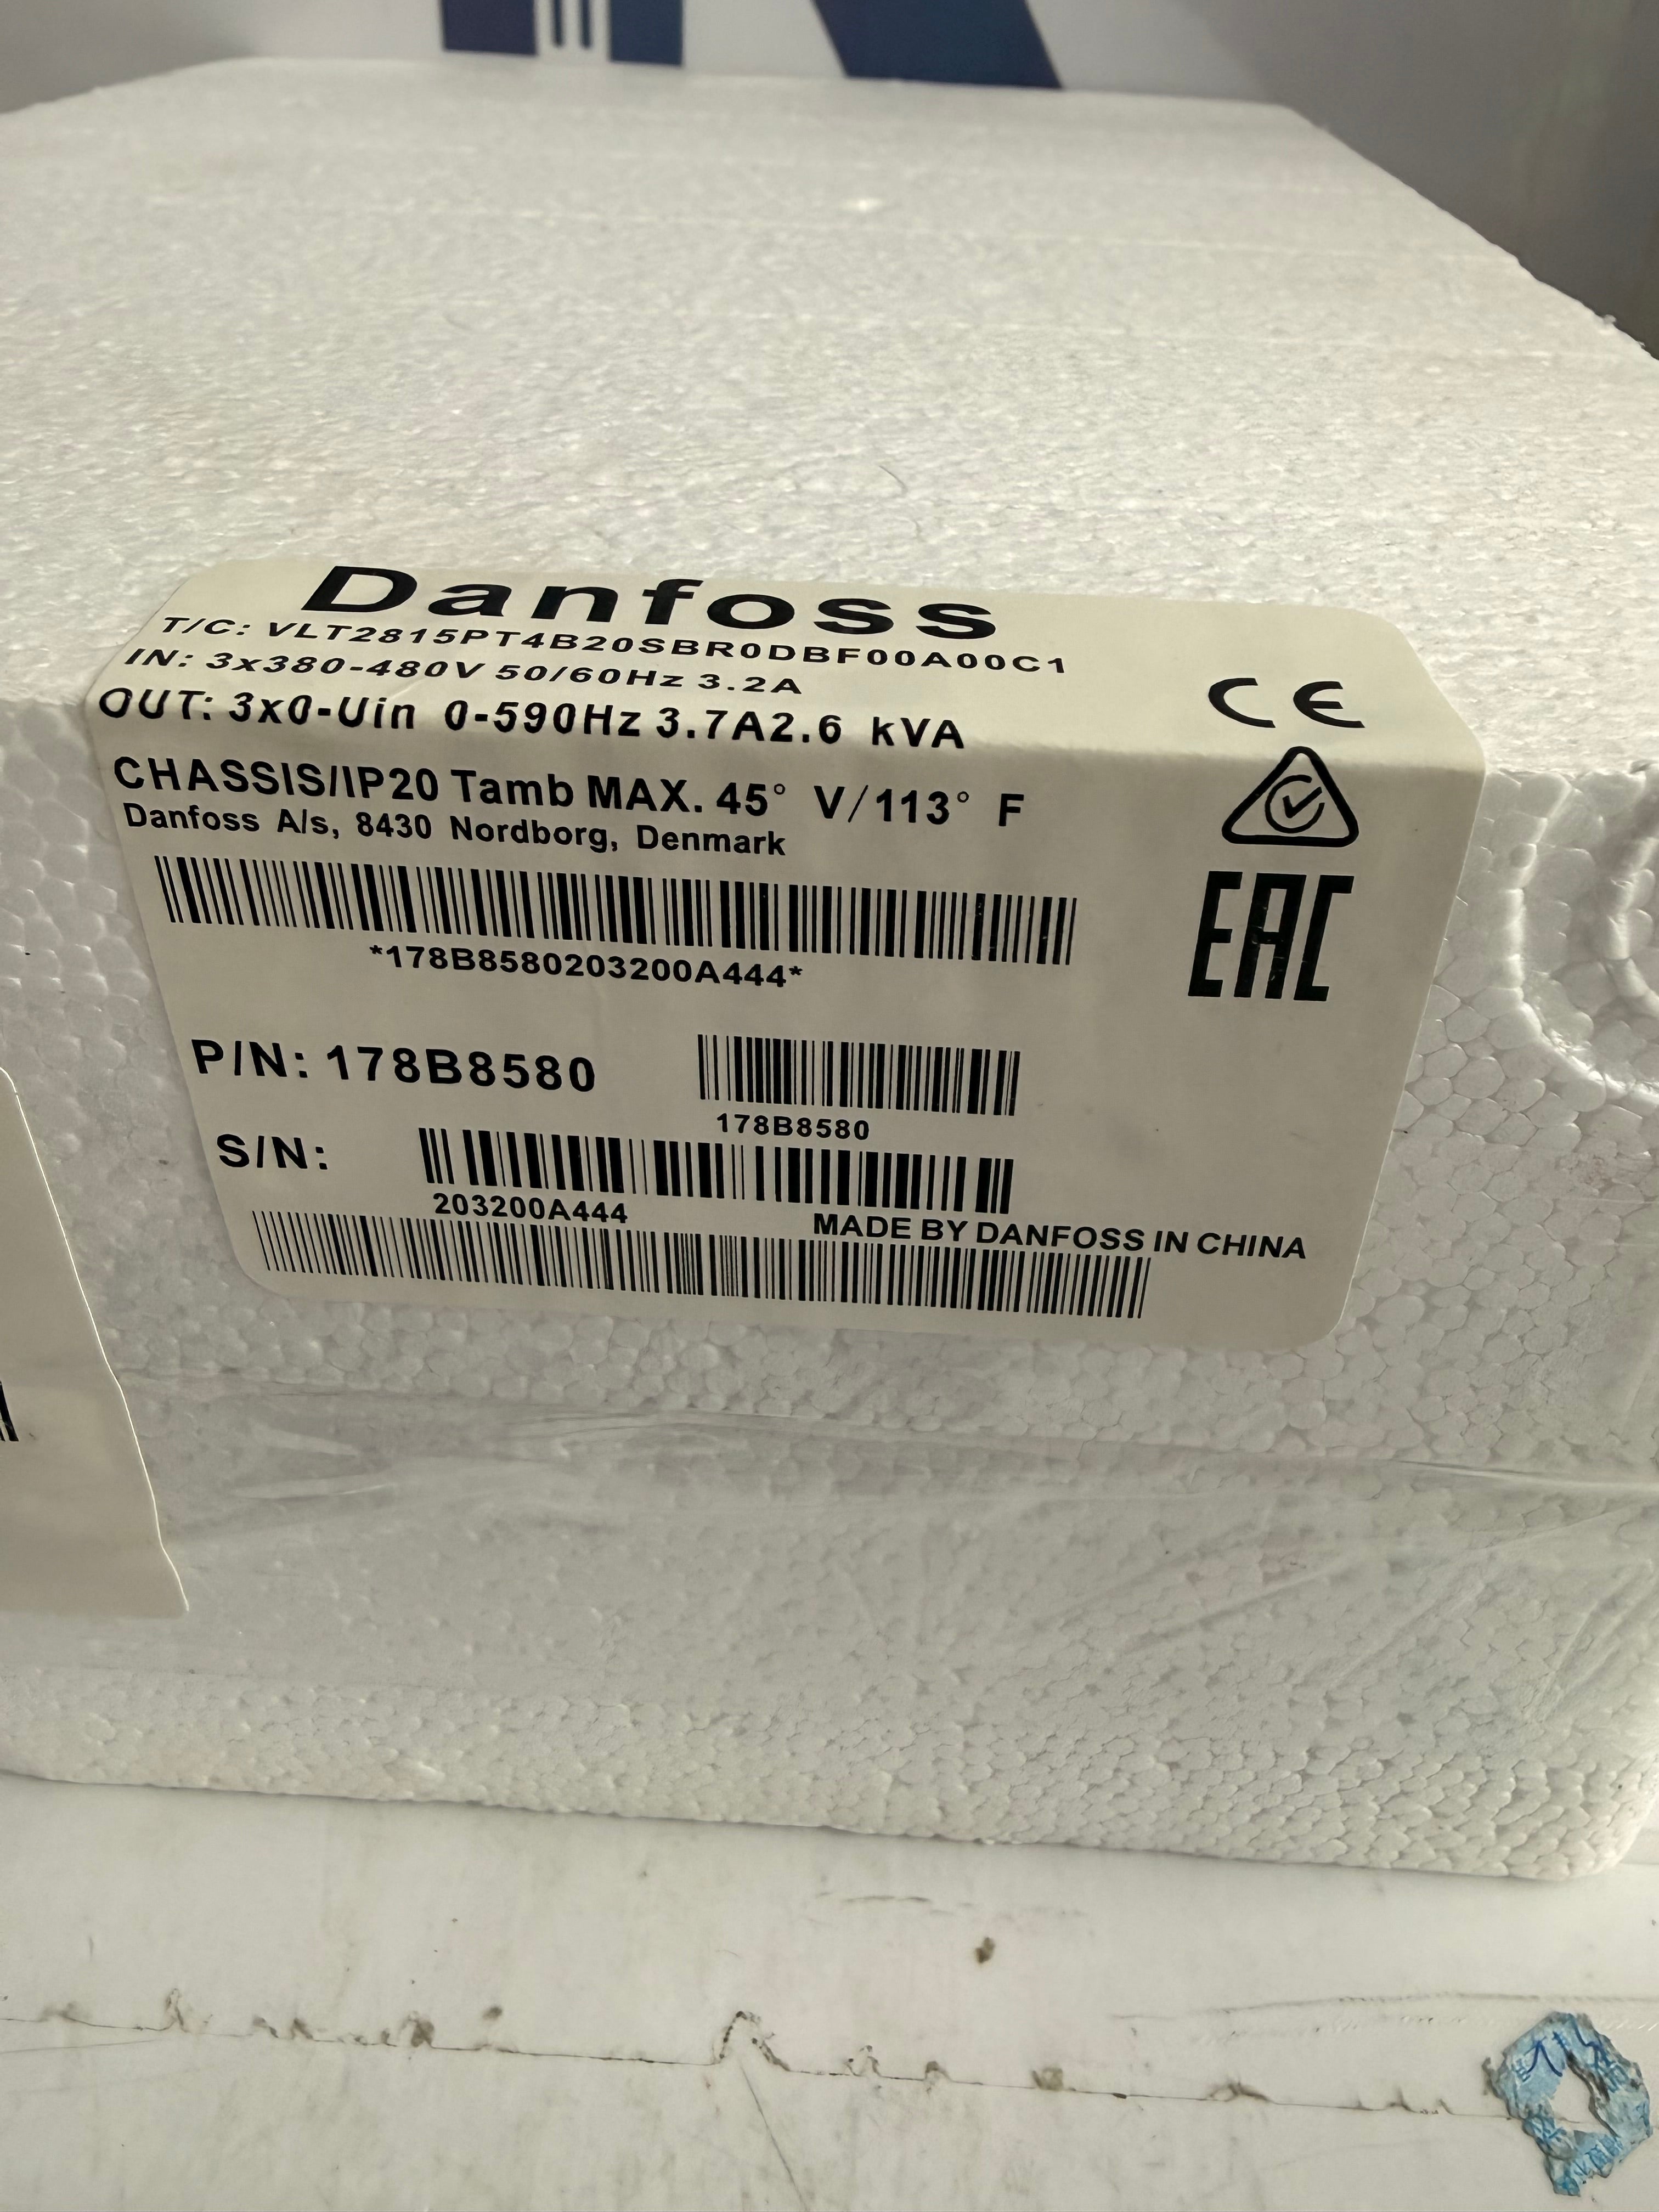 Danfoss
T/C: VLT2815PT4B20SBR0DBF00A00C1
IN: 3x380-480V 50/60Hz 3.2A
OUT: 3x0-Uin 0-590Hz 3.7A2.6 kVA
CHASSIS/IP20 Tamb MAX. 45° V/113° F
Danfoss A/s, 8430 Nordborg, Denmark
CE
EAC
*178B8580203200A444*
P/N: 178B8580
178B8580
S/N:
203200A444
MADE BY DANFOSS IN CHINA